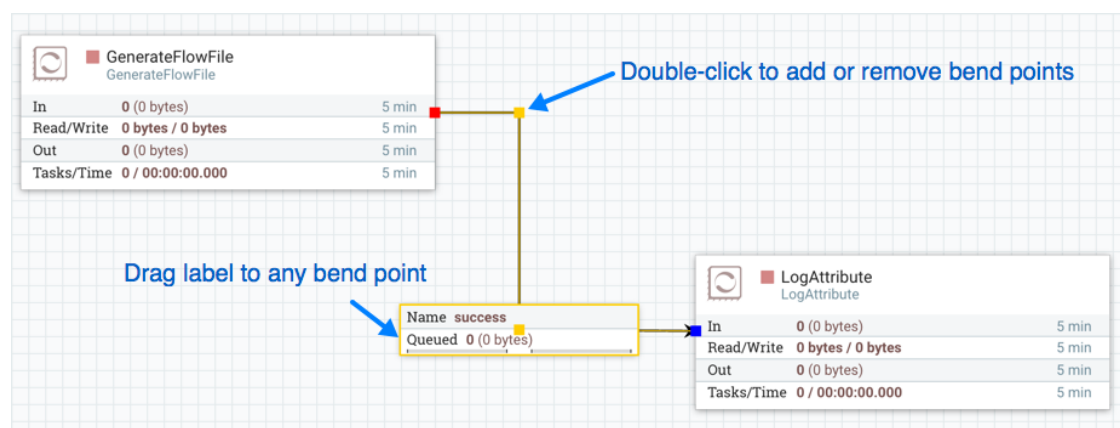 GenerateFlowFile
GenerateFlowFile
In 0 (0 bytes) 5 min
Read/Write 0 bytes / 0 bytes 5 min
Out 0 (0 bytes) 5 min
Tasks/Time 0 / 00:00:00.000 5 min
Double-click to add or remove bend points
Drag label to any bend point
Name success
Queued 0 (0 bytes)
LogAttribute
LogAttribute
In 0 (0 bytes) 5 min
Read/Write 0 bytes / 0 bytes 5 min
Out 0 (0 bytes) 5 min
Tasks/Time 0 / 00:00:00.000 5 min